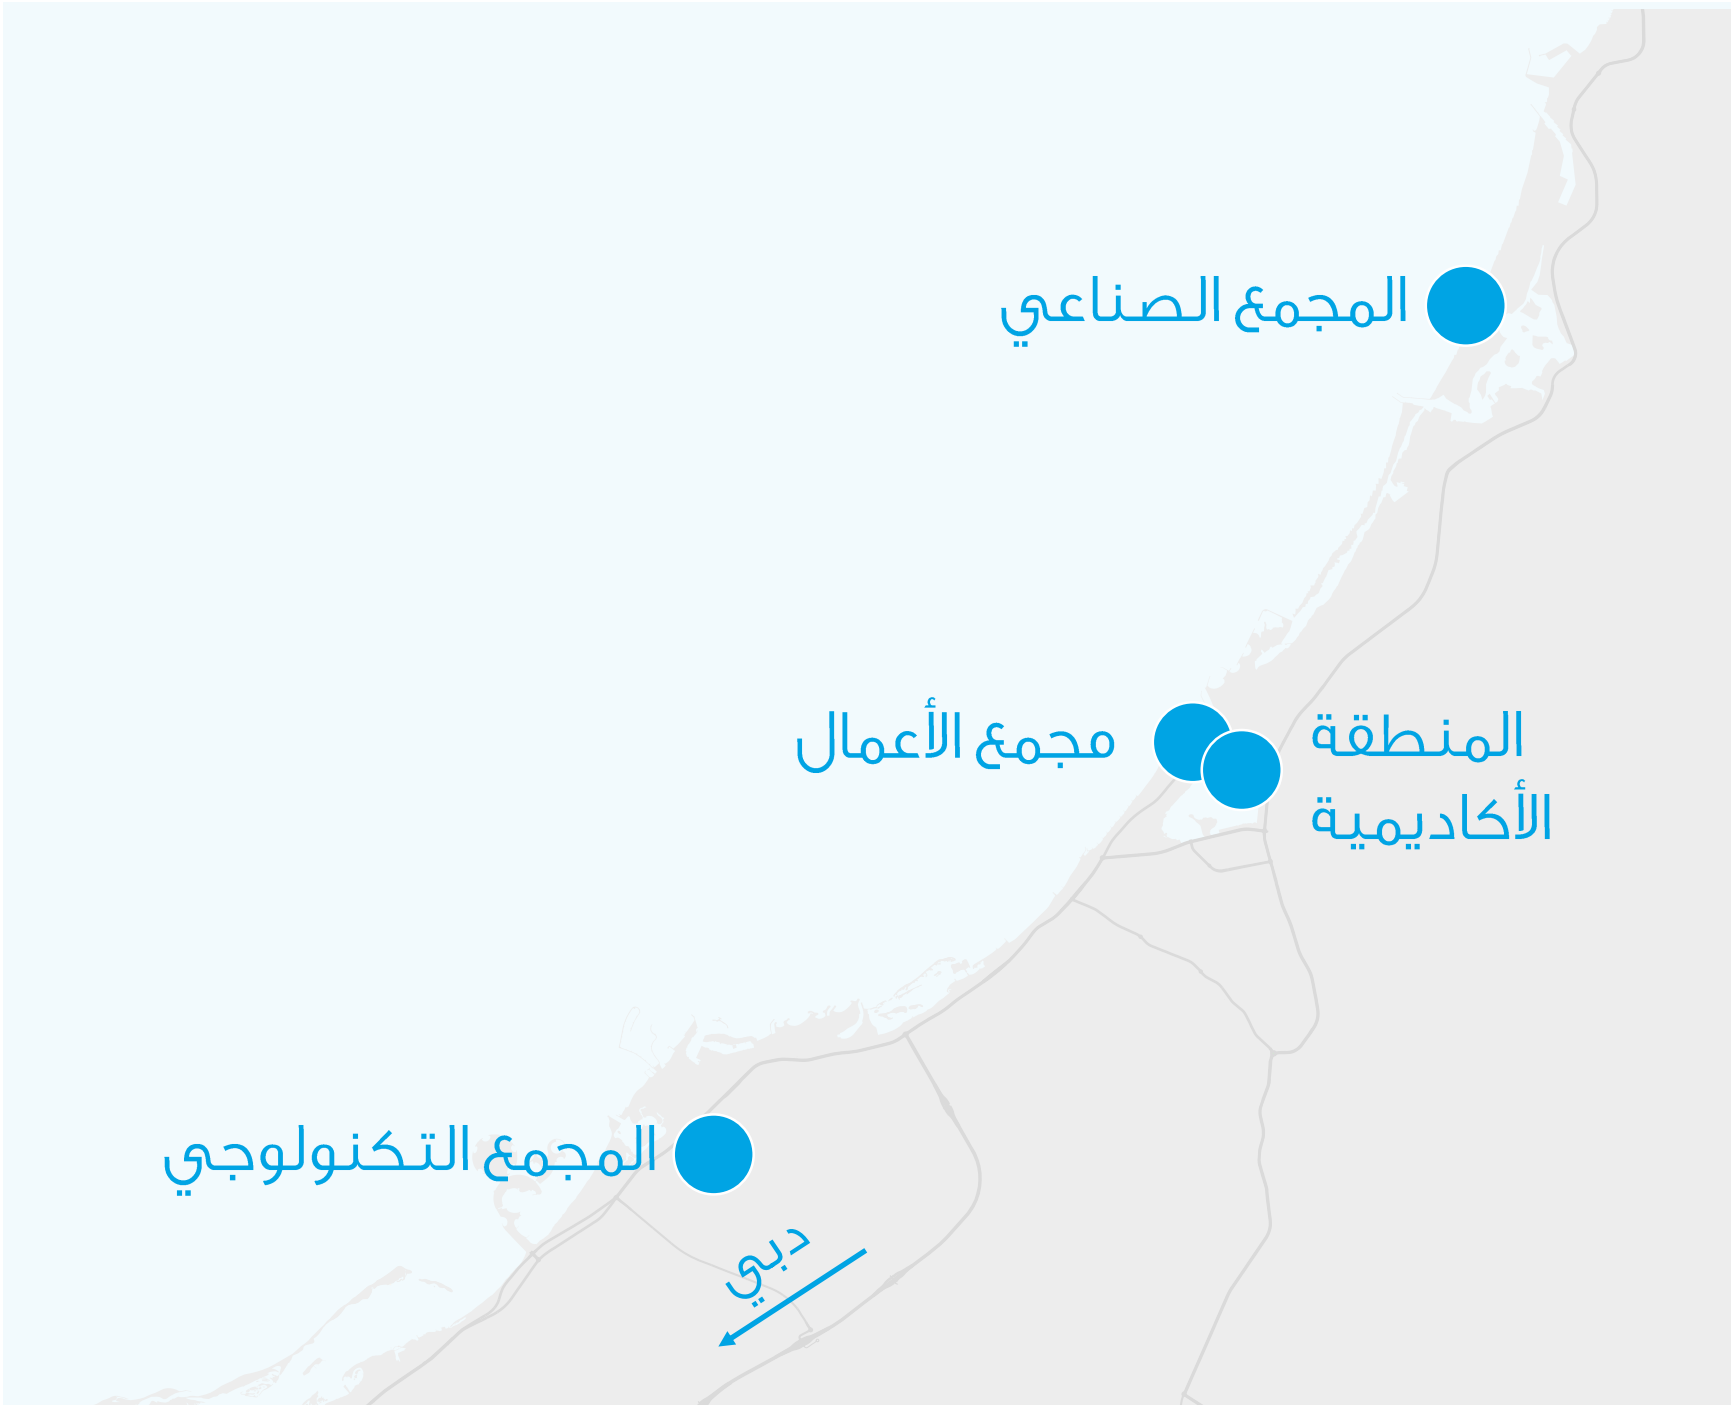 المجمع الصناعي
مجمع الأعمال
المنطقة
الأكاديمية
المجمع التكنولوجي
دبي